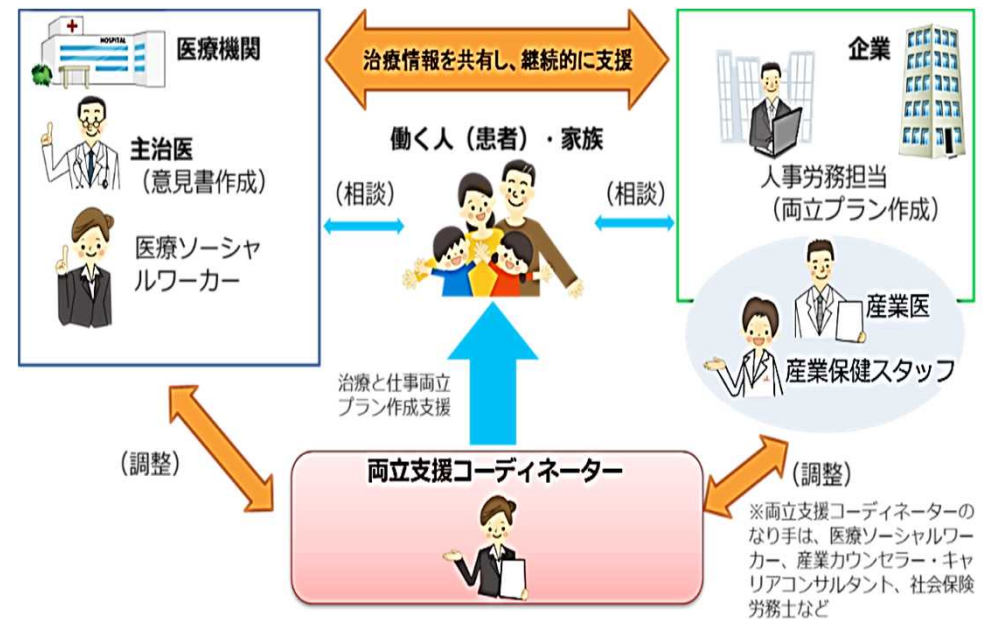 HOSPITAL
医療機関
主治医
（意見書作成）
医療ソーシャ
ルワーカー
治療情報を共有し、継続的に支援
働く人（患者）・家族
（相談）
（相談）
企業
人事労務担当
（両立プラン作成）
産業医
産業保健スタッフ
治療と仕事両立
プラン作成支援
（調整）
両立支援コーディネーター
（調整）
※両立支援コーディネーターの
なり手は、医療ソーシャルワー
カー、産業カウンセラー・キャ
リアコンサルタント、社会保険
労務士など